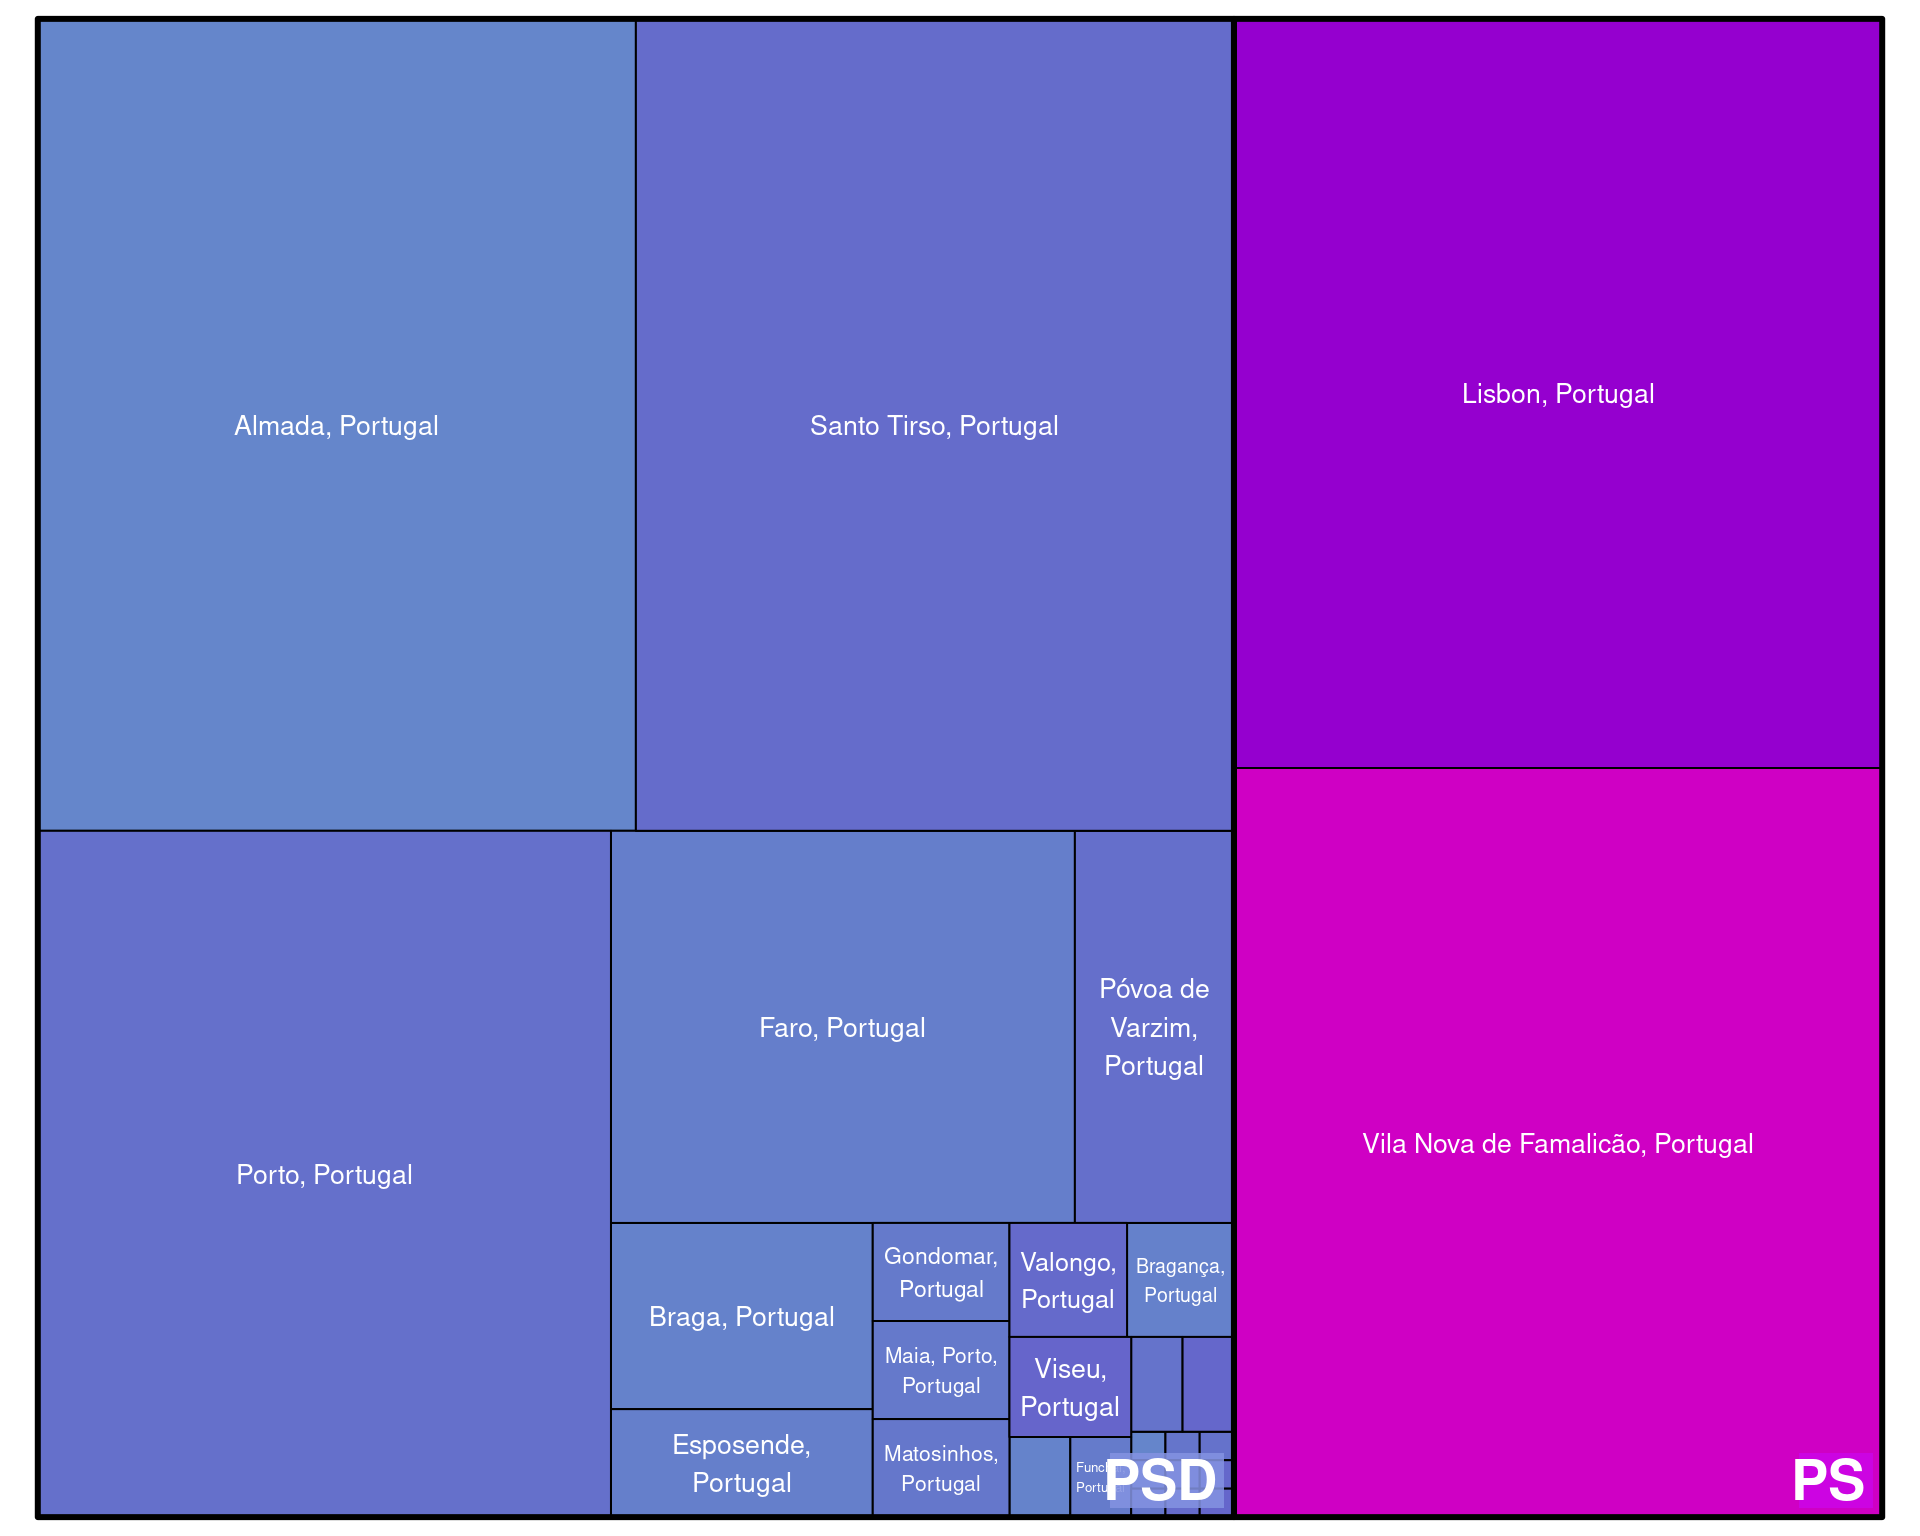 Almada, Portugal
Santo Tirso, Portugal
Lisbon, Portugal
Porto, Portugal
Faro, Portugal
Póvoa de
Varzim,
Portugal
Vila Nova de Famalicão, Portugal
Braga, Portugal
Gondomar,
Portugal
Valongo,
Portugal
Bragança,
Portugal
Maia, Porto,
Portugal
Viseu,
Portugal
Esposende,
Portugal
Matosinhos,
Portugal
PSD
PS